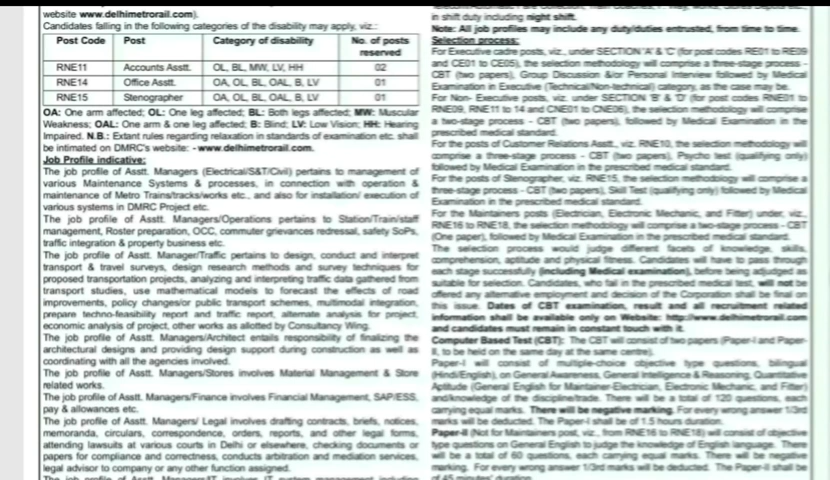 website www.delhimetrorail.com).
Candidates falling in the following categories of the disability may apply, viz.:
Post Code Post Category of disability No. of posts reserved
RNE11 Accounts Asstt. OL, BL, MW, LV, HH 02
RNE14 Office Asstt. OA, OL, BL, OAL, B, LV 01
RNE15 Stenographer OA, OL, BL, OAL, B, LV 01
OA: One arm affected; OL: One leg affected; BL: Both legs affected; MW: Muscular
Weakness; OAL: One arm & one leg affected; B: Blind; LV: Low Vision; HH: Hearing
Impaired. N.B.: Extant rules regarding relaxation in standards of examination etc. shall
be intimated on DMRC's website: - www.delhimetrorail.com.
Job Profile indicative:
The job profile of Asstt. Managers (Electrical/S&T/Civil) pertains to management of
various Maintenance Systems & processes, in connection with operation &
maintenance of Metro Trains/tracks/works etc., and also for installation/ execution of
various systems in DMRC Project etc.
The job profile of Asstt. Managers/Operations pertains to Station/Train/staff
management, Roster preparation, OCC, commuter grievances redressal, safety SoPs,
traffic integration & property business etc.
The job profile of Asstt. Manager/Traffic pertains to design, conduct and interpret
transport & travel surveys, design research methods and survey techniques for
proposed transportation projects, analyzing and interpreting traffic data gathered from
transport studies, use mathematical models to forecast the effects of road
improvements, policy changes/or public transport schemes, multimodal integration,
prepare techno-feasibility report and traffic report, alternate analysis for project,
economic analysis of project, other works as allotted by Consultancy Wing.
The job profile of Asstt. Managers/Architect entails responsibility of finalizing the
architectural designs and providing design support during construction as well as
coordinating with all the agencies involved.
The job profile of Asstt. Managers/Stores involves Material Management & Store
related works.
The job profile of Asstt. Managers/Finance involves Financial Management, SAP/ESS,
pay & allowances etc.
The job profile of Asstt. Managers/ Legal involves drafting contracts, briefs, notices,
memoranda, circulars, correspondence, orders, reports, and other legal forms,
attending lawsuits at various courts in Delhi or elsewhere, checking documents or
papers for compliance and correctness, conducts arbitration and mediation services,
legal advisor to company or any other function assigned.
The job profile of Asstt. Managers/IT involves IT system management including
in shift duty including night shift.
Note: All job profiles may include any duty/duties entrusted, from time to time.
Selection process:
For Executive cadre posts, viz., under SECTION 'A' & 'C' (for post codes RE01 to RE09
and CE01 to CE05), the selection methodology will comprise a three-stage process -
CBT (two papers), Group Discussion &/or Personal Interview followed by Medical
Examination in Executive (Technical/Non-technical) category, as the case may be.
For Non- Executive posts, viz. under SECTION 'B' & 'D' (for post codes RNE01 to
RNE09, RNE11 to 14 and CNE01 to CNE06), the selection methodology will comprise
a two-stage process - CBT (two papers), followed by Medical Examination in the
prescribed medical standard.
For the posts of Customer Relations Asstt., viz. RNE10, the selection methodology will
comprise a three-stage process - CBT (two papers), Psycho test (qualifying only)
followed by Medical Examination in the prescribed medical standard.
For the posts of Stenographer, viz. RNE15, the selection methodology will comprise a
three-stage process - CBT (two papers), Skill Test (qualifying only) followed by Medical
Examination in the prescribed medical standard.
For the Maintainers posts (Electrician, Electronic Mechanic, and Fitter) under, viz.,
RNE16 to RNE18, the selection methodology will comprise a two-stage process - CBT
(One paper), followed by Medical Examination in the prescribed medical standard.
The selection process would judge different facets of knowledge, skills,
comprehension, aptitude and physical fitness. Candidates will have to pass through
each stage successfully (including Medical examination), before being adjudged as
suitable for selection. Candidates, who fail in the prescribed medical test, will not be
offered any alternative employment and decision of the Corporation shall be final on
this issue. Dates of CBT examination, result and all recruitment related
information shall be available only on Website: http://www.delhimetrorail.com
and candidates must remain in constant touch with it.
Computer Based Test (CBT): The CBT will consist of two papers (Paper-I and Paper-
II, to be held on the same day at the same centre).
Paper-I will consist of multiple-choice objective type questions, bilingual
(Hindi/English), on General Awareness, General Intelligence & Reasoning, Quantitative
Aptitude (General English for Maintainer-Electrician, Electronic Mechanic, and Fitter)
and/knowledge of the discipline/trade. There will be a total of 120 questions, each
carrying equal marks. There will be negative marking. For every wrong answer 1/3rd
marks will be deducted. The Paper-I shall be of 1.5 hours duration.
Paper-II (Not for Maintainers post, viz., from RNE16 to RNE18) will consist of objective
type questions on General English to judge the knowledge of English language. There
will be a total of 60 questions, each carrying equal marks. There will be negative
marking. For every wrong answer 1/3rd marks will be deducted. The Paper-II shall be
of 45 minutes' duration.